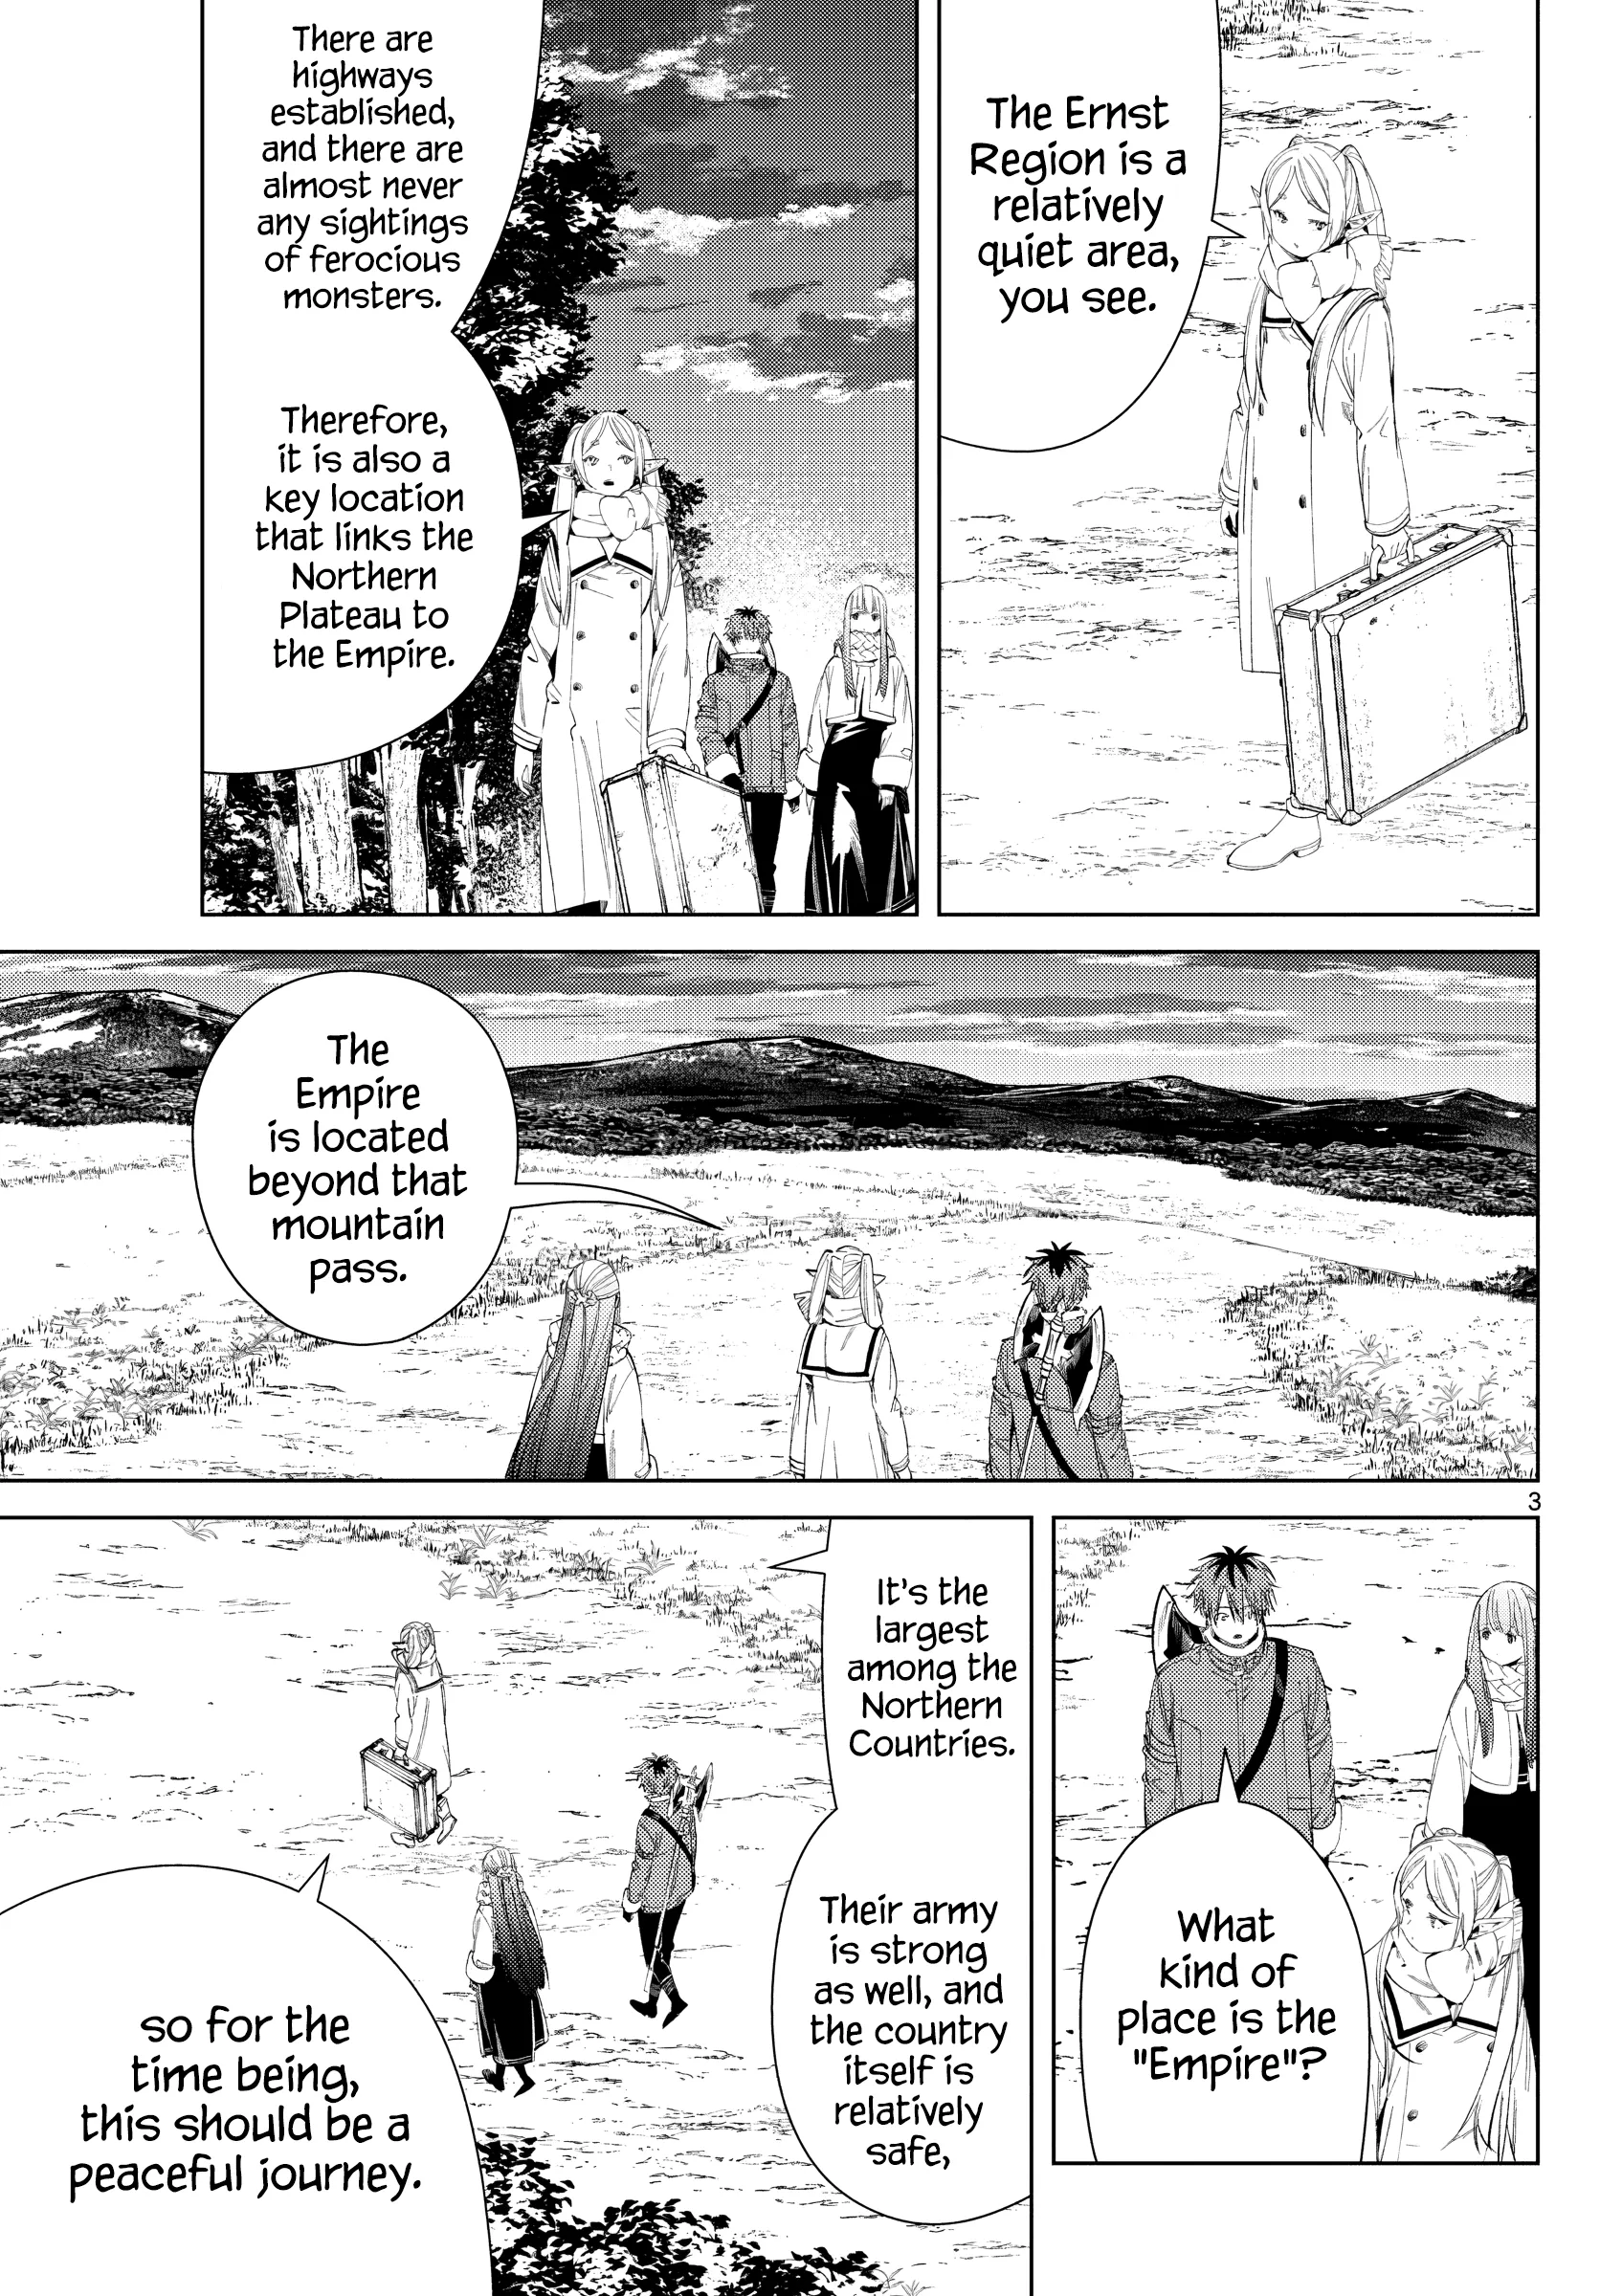 The Ernst
Region is a
relatively
quiet area,
you see.
There are
highways
established,
and there are
almost never
any sightings
of ferocious
monsters.
Therefore,
it is also a
key location
that links the
Northern
Plateau to
the Empire.
The
Empire
is located
beyond that
mountain
pass.
3
What
kind of
place is the
"Empire"?
It's the
largest
among the
Northern
Countries.
Their army
is strong
as well, and
the country
itself is
relatively
safe,
so for the
time being,
this should be a
peaceful journey.